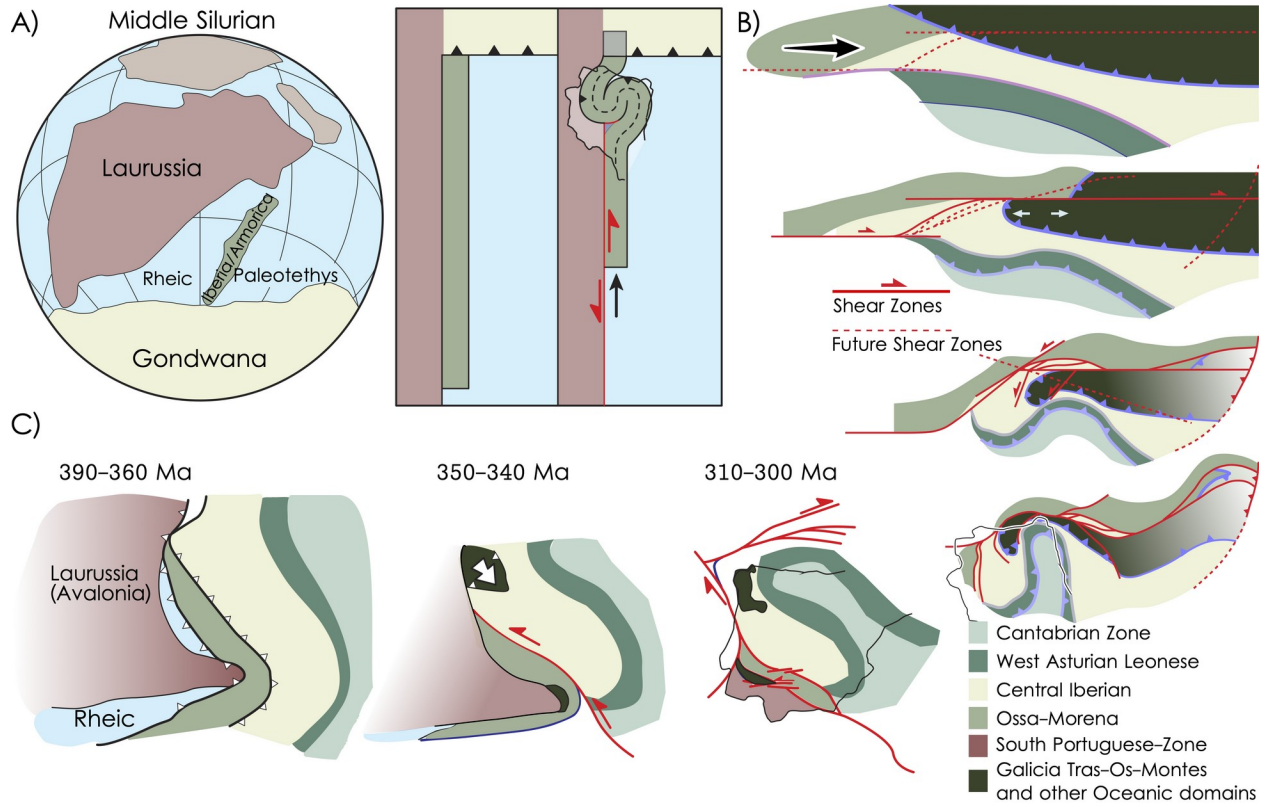 A)
Middle Silurian
Laurussia
Iberia/Armorica
Rheic
Paleotethys
Gondwana
B)
Shear Zones
Future Shear Zones
C)
390–360 Ma
350–340 Ma
310–300 Ma
Laurussia
(Avalonia)
Rheic
Cantabrian Zone
West Asturian Leonese
Central Iberian
Ossa–Morena
South Portuguese–Zone
Galicia Tras–Os–Montes
and other Oceanic domains